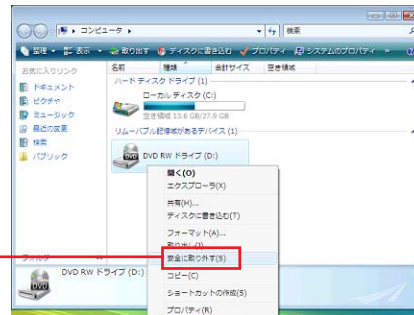 コンピュータ
検索
整理
表示
取り出す
ディスクに書き込む
プロパティ
システムのプロパティ
»
お気に入りリンク
名前
種類
合計サイズ
空き領域
ドキュメント
ピクチャ
ミュージック
最近の変更
検索
パブリック
ハード ディスク ドライブ (1)
ローカル ディスク (C:)
空き領域 13.6 GB/27.9 GB
リムーバブル記憶域があるデバイス (1)
DVD RW ドライブ (D:)
開く(O)
エクスプローラ(X)
共有(H)...
ディスクに書き込む(T)
フォーマット(A)...
取り出し(J)
安全に取り外す(S)
コピー(C)
ショートカットの作成(S)
プロパティ(R)
フォルダ
DVD RW ドライブ (D:)